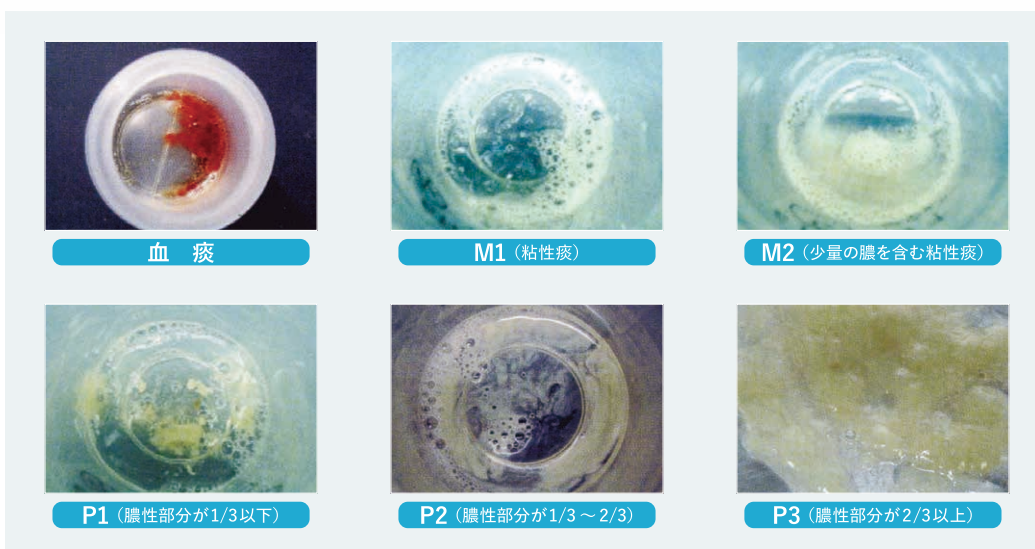 血 痰
M1（粘性痰）
M2（少量の膿を含む粘性痰）
P1（膿性部分が1/3以下）
P2（膿性部分が1/3～2/3）
P3（膿性部分が2/3以上）